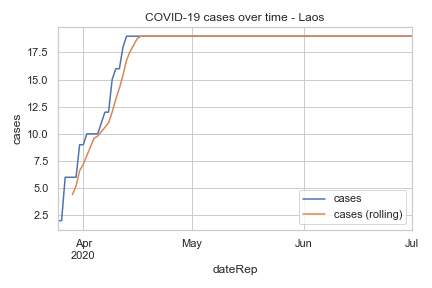 COVID-19 cases over time - Laos
17.5
15.0
12.5
10.0
7.5
5.0
2.5
cases
cases
cases (rolling)
Apr
2020
May
Jun
Jul
dateRep